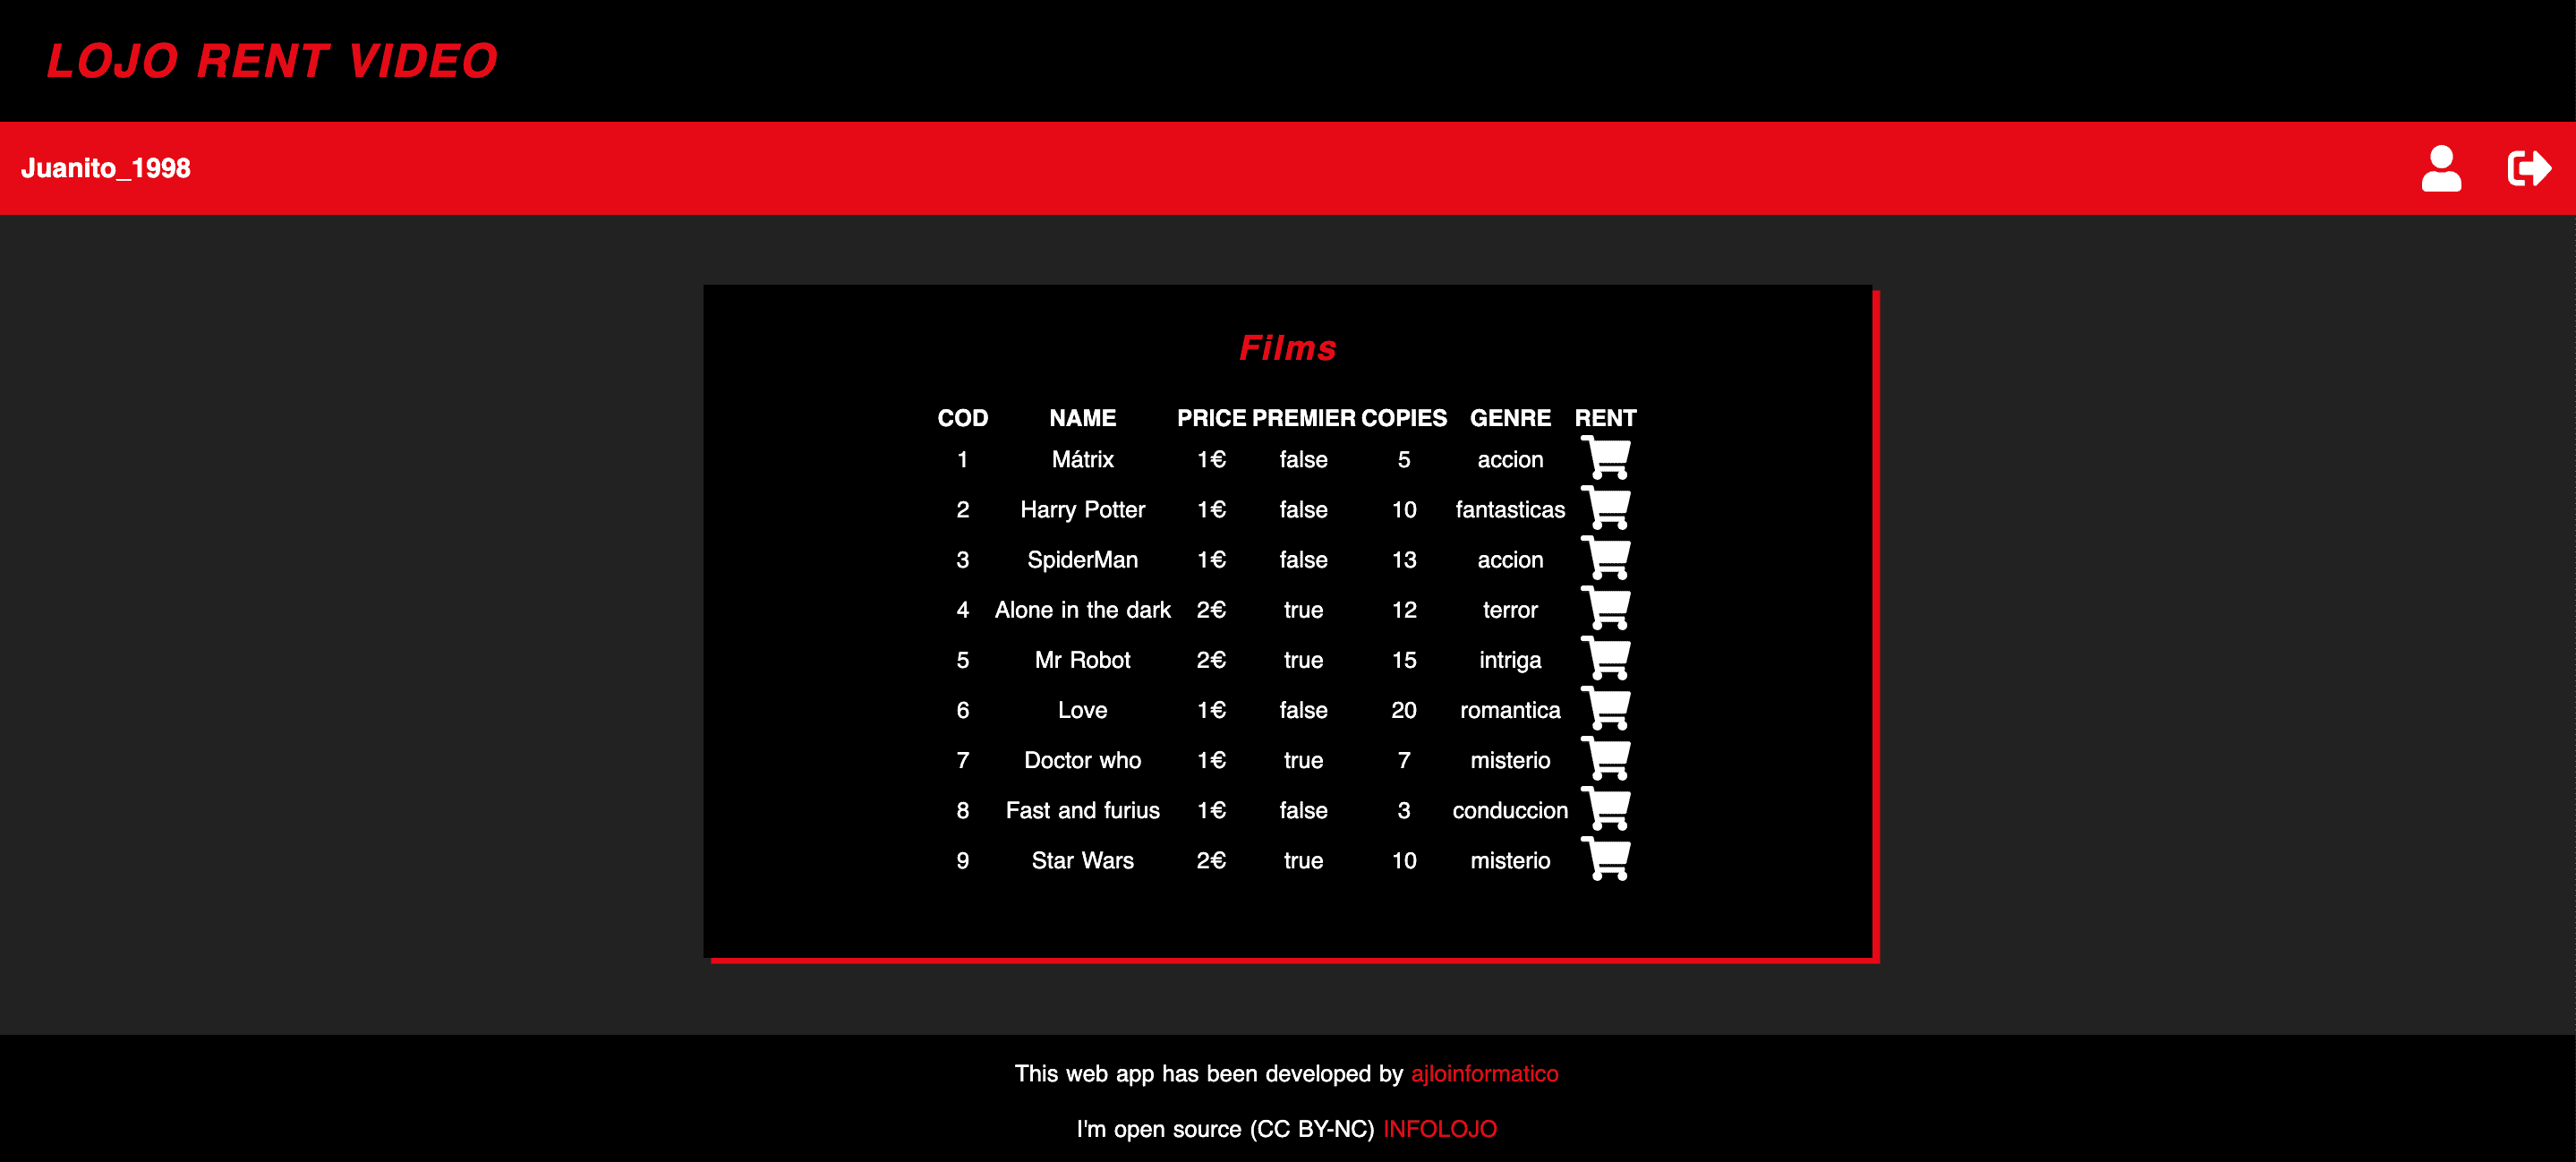 LOJO RENT VIDEO
Juanito_1998
Films
COD NAME PRICE PREMIER COPIES GENRE RENT
1 Mátrix 1€ false 5 accion
2 Harry Potter 1€ false 10 fantasticas
3 SpiderMan 1€ false 13 accion
4 Alone in the dark 2€ true 12 terror
5 Mr Robot 2€ true 15 intriga
6 Love 1€ false 20 romantica
7 Doctor who 1€ true 7 misterio
8 Fast and furius 1€ false 3 conduccion
9 Star Wars 2€ true 10 misterio
This web app has been developed by ajloinformatico
I'm open source (CC BY-NC) INFOLOJO